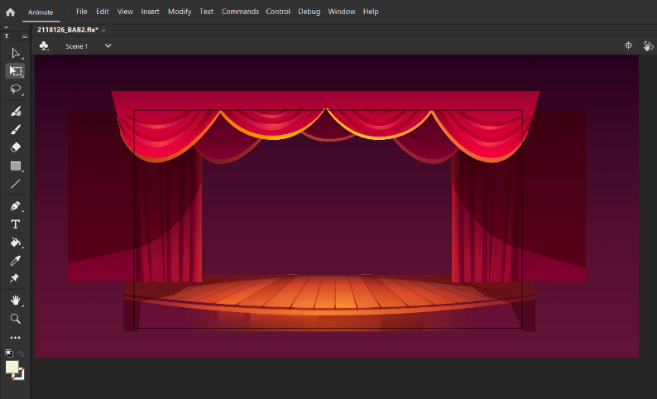 Animate File Edit View Insert Modify Text Commands Control Debug Window Help
2118126_BAB2.fla* ×
Scene 1
T